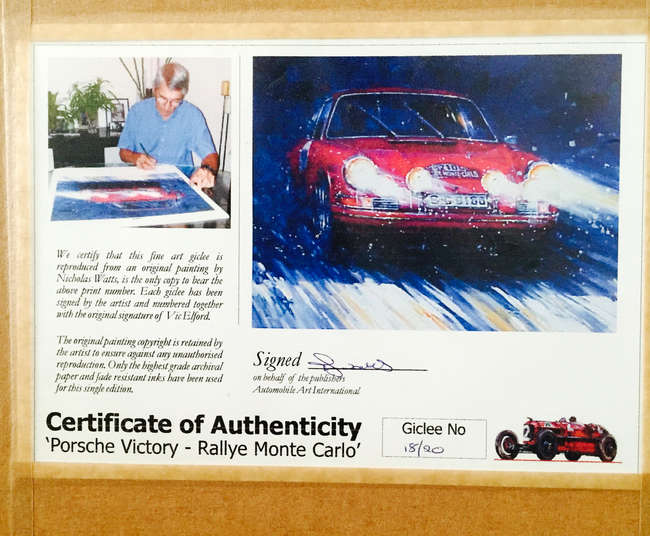 We certify that this fine art giclee is
reproduced from an original painting by
Nicholas Watts, is the only copy to bear the
above print number. Each giclee has been
signed by the artist and numbered together
with the original signature of Vic Elford.
The original painting copyright is retained by
the artist to ensure against any unauthorised
reproduction. Only the highest grade archival
paper and fade resistant inks have been used
for this single edition.
Signed
on behalf of the publishers
Automobile Art International
Certificate of Authenticity
'Porsche Victory - Rallye Monte Carlo'
Giclee No
18/20